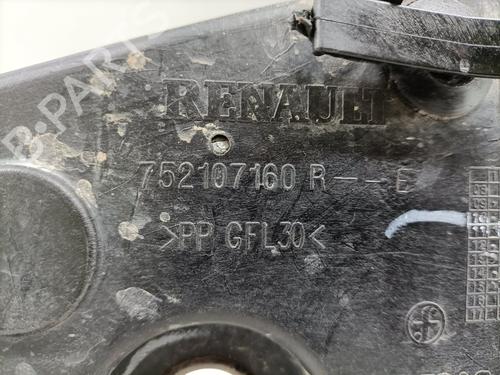 RENAULT
752107160 R -- E
>PP GFL30<
B-PARTS